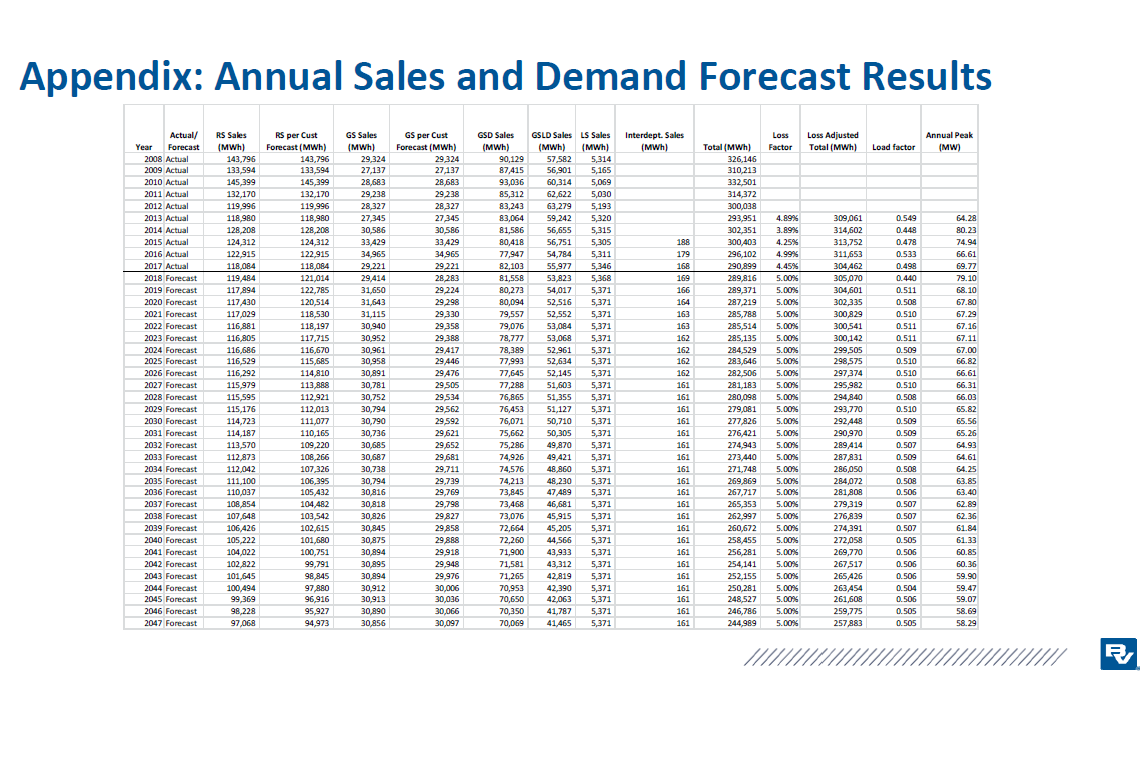 Appendix: Annual Sales and Demand Forecast Results
Actual/ RS Sales RS per Cust GS Sales GS per Cust GSD Sales GSLD Sales LS Sales Interdept. Sales Loss Loss Adjusted Annual Peak
Year Forecast (MWh) Forecast (MWh) (MWh) Forecast (MWh) (MWh) (MWh) (MWh) (MWh) Total (MWh) Factor Total (MWh) Load factor (MW)
2008 Actual 143,796 143,796 29,324 29,324 90,129 57,582 5,314 326,146
2009 Actual 133,594 133,594 27,137 27,137 87,415 56,901 5,165 310,213
2010 Actual 145,399 145,399 28,683 28,683 93,036 60,314 5,069 332,501
2011 Actual 132,170 132,170 29,238 29,238 85,312 62,622 5,030 314,372
2012 Actual 119,996 119,996 28,327 28,327 83,243 63,279 5,193 300,038
2013 Actual 118,980 118,980 27,345 27,345 83,064 59,242 5,320 293,951 4.89% 309,061 0.549 64.28
2014 Actual 128,208 128,208 30,586 30,586 81,586 56,655 5,315 302,351 3.89% 314,602 0.448 80.23
2015 Actual 124,312 124,312 33,429 33,429 80,418 56,751 5,305 188 300,403 4.25% 313,752 0.478 74.94
2016 Actual 122,915 122,915 34,965 34,965 77,947 54,784 5,311 179 296,102 4.99% 311,653 0.533 66.61
2017 Actual 118,084 118,084 29,221 29,221 82,103 55,977 5,346 168 290,899 4.45% 304,462 0.498 69.77
2018 Forecast 119,484 121,014 29,414 28,283 81,558 53,823 5,368 169 289,816 5.00% 305,070 0.440 79.10
2019 Forecast 117,894 122,785 31,650 29,224 80,273 54,017 5,371 166 289,371 5.00% 304,601 0.511 68.10
2020 Forecast 117,430 120,514 31,643 29,298 80,094 52,516 5,371 164 287,219 5.00% 302,335 0.508 67.80
2021 Forecast 117,029 118,530 31,115 29,330 79,557 52,552 5,371 163 285,788 5.00% 300,829 0.510 67.29
2022 Forecast 116,881 118,197 30,940 29,358 79,076 53,084 5,371 163 285,514 5.00% 300,541 0.511 67.16
2023 Forecast 116,805 117,715 30,952 29,388 78,777 53,068 5,371 162 285,135 5.00% 300,142 0.511 67.11
2024 Forecast 116,686 116,670 30,961 29,417 78,389 52,961 5,371 162 284,529 5.00% 299,505 0.509 67.00
2025 Forecast 116,529 115,685 30,958 29,446 77,993 52,634 5,371 162 283,646 5.00% 298,575 0.510 66.82
2026 Forecast 116,292 114,810 30,891 29,476 77,645 52,145 5,371 162 282,506 5.00% 297,374 0.510 66.61
2027 Forecast 115,979 113,888 30,781 29,505 77,288 51,603 5,371 161 281,183 5.00% 295,982 0.510 66.31
2028 Forecast 115,595 112,921 30,752 29,534 76,865 51,355 5,371 161 280,098 5.00% 294,840 0.508 66.03
2029 Forecast 115,176 112,013 30,794 29,562 76,453 51,127 5,371 161 279,081 5.00% 293,770 0.510 65.82
2030 Forecast 114,723 111,077 30,790 29,592 76,071 50,710 5,371 161 277,826 5.00% 292,448 0.509 65.56
2031 Forecast 114,187 110,165 30,736 29,621 75,662 50,305 5,371 161 276,421 5.00% 290,970 0.509 65.26
2032 Forecast 113,570 109,220 30,685 29,652 75,286 49,870 5,371 161 274,943 5.00% 289,414 0.507 64.93
2033 Forecast 112,873 108,266 30,687 29,681 74,926 49,421 5,371 161 273,440 5.00% 287,831 0.509 64.61
2034 Forecast 112,042 107,326 30,738 29,711 74,576 48,860 5,371 161 271,748 5.00% 286,050 0.508 64.25
2035 Forecast 111,100 106,395 30,794 29,739 74,213 48,230 5,371 161 269,869 5.00% 284,072 0.508 63.85
2036 Forecast 110,037 105,432 30,816 29,769 73,845 47,489 5,371 161 267,717 5.00% 281,808 0.506 63.40
2037 Forecast 108,854 104,482 30,818 29,798 73,468 46,681 5,371 161 265,353 5.00% 279,319 0.507 62.89
2038 Forecast 107,648 103,542 30,826 29,827 73,076 45,915 5,371 161 262,997 5.00% 276,839 0.507 62.36
2039 Forecast 106,426 102,615 30,845 29,858 72,664 45,205 5,371 161 260,672 5.00% 274,391 0.507 61.84
2040 Forecast 105,222 101,680 30,875 29,888 72,260 44,566 5,371 161 258,455 5.00% 272,058 0.505 61.33
2041 Forecast 104,022 100,751 30,894 29,918 71,900 43,933 5,371 161 256,281 5.00% 269,770 0.506 60.85
2042 Forecast 102,822 99,791 30,895 29,948 71,581 43,312 5,371 161 254,141 5.00% 267,517 0.506 60.36
2043 Forecast 101,645 98,845 30,894 29,976 71,265 42,819 5,371 161 252,155 5.00% 265,426 0.506 59.90
2044 Forecast 100,494 97,880 30,912 30,006 70,953 42,390 5,371 161 250,281 5.00% 263,454 0.504 59.47
2045 Forecast 99,369 96,916 30,913 30,036 70,650 42,063 5,371 161 248,527 5.00% 261,608 0.506 59.07
2046 Forecast 98,228 95,927 30,890 30,066 70,350 41,787 5,371 161 246,786 5.00% 259,775 0.505 58.69
2047 Forecast 97,068 94,973 30,856 30,097 70,069 41,465 5,371 161 244,989 5.00% 257,883 0.505 58.29
BV